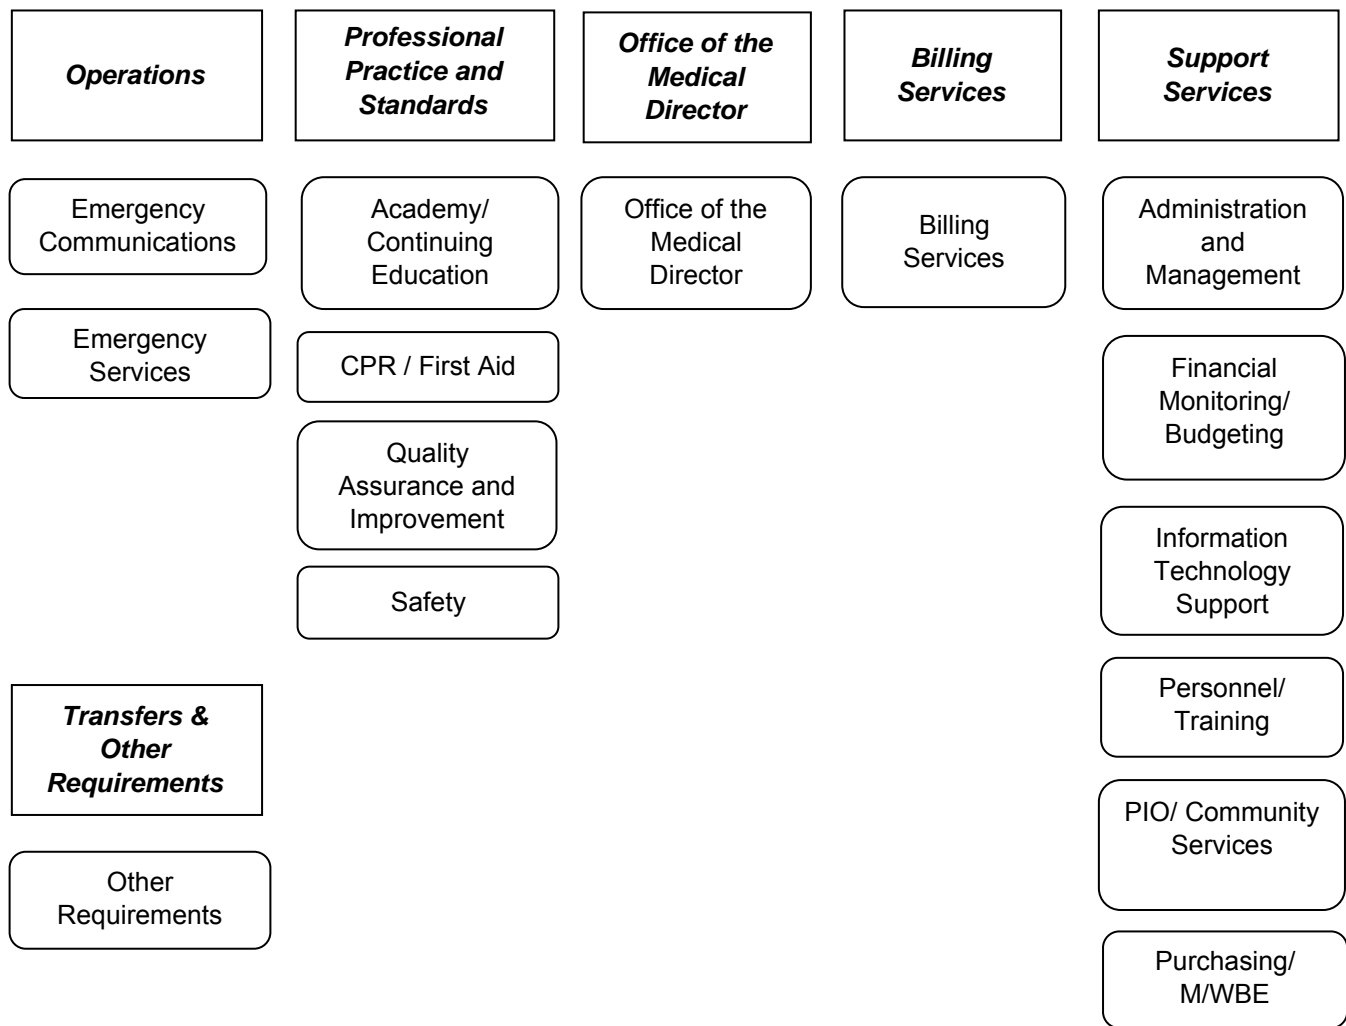 Operations
Professional
Practice and
Standards
Office of the
Medical
Director
Billing
Services
Support
Services
Emergency
Communications
Emergency
Services
Academy/
Continuing
Education
CPR / First Aid
Quality
Assurance and
Improvement
Safety
Office of the
Medical
Director
Billing
Services
Administration
and
Management
Financial
Monitoring/
Budgeting
Information
Technology
Support
Personnel/
Training
PIO/ Community
Services
Purchasing/
M/WBE
Transfers &
Other
Requirements
Other
Requirements